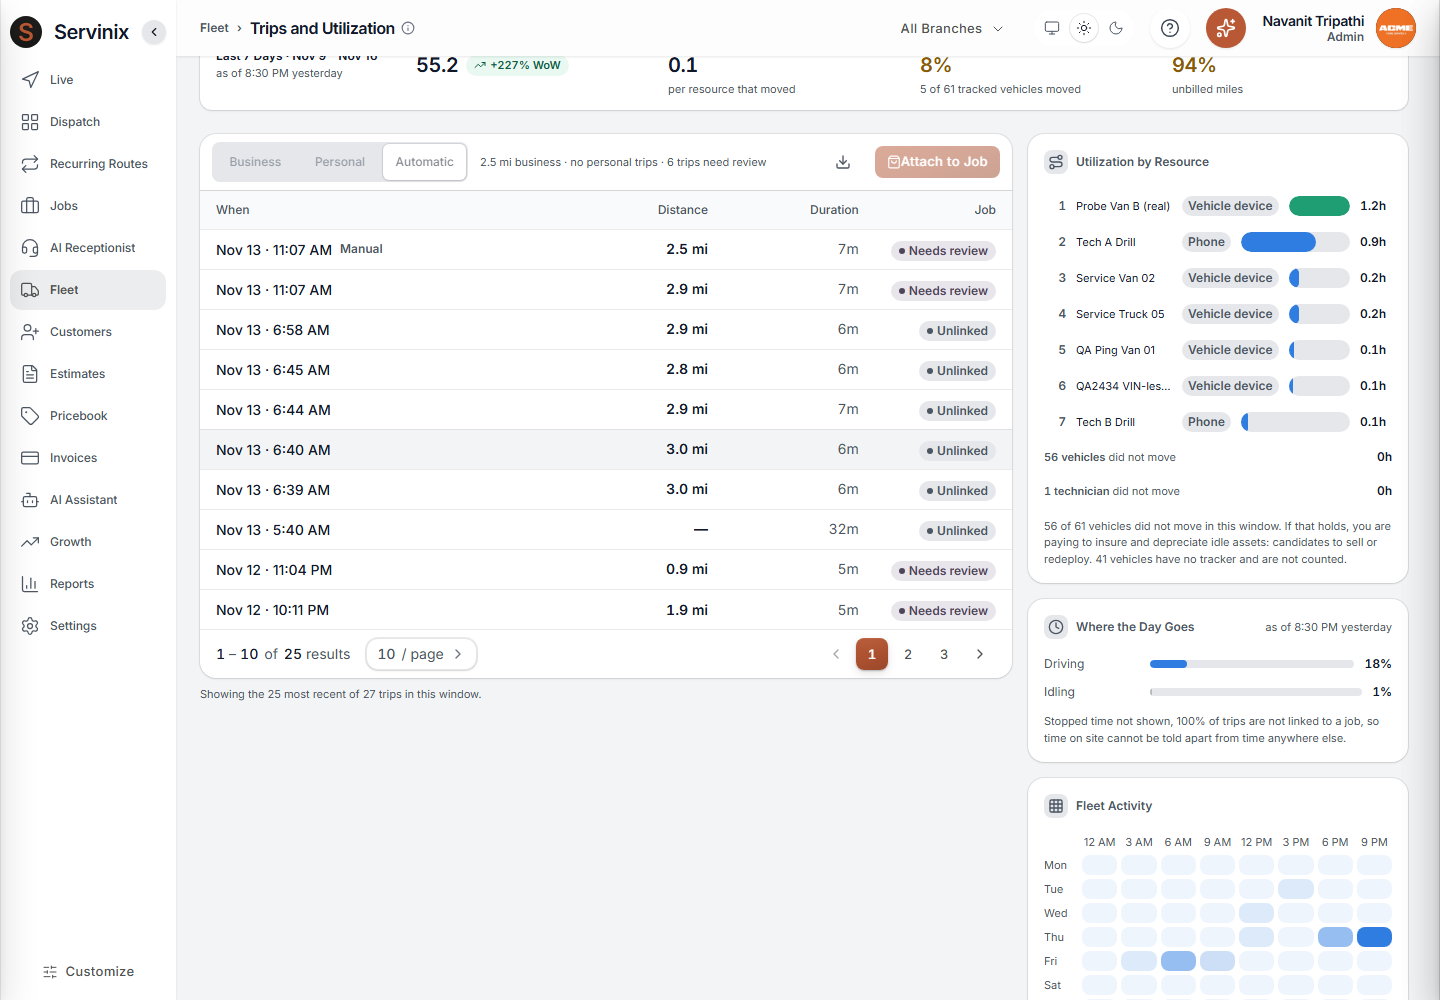 Servinix
Live
Dispatch
Recurring Routes
Jobs
AI Receptionist
Fleet
Customers
Estimates
Pricebook
Invoices
AI Assistant
Growth
Reports
Settings
Customize
Fleet › Trips and Utilization
All Branches
Navanit Tripathi
Admin
ACME
Last 7 Days · Nov 9 – Nov 16
as of 8:30 PM yesterday
55.2 +227% WoW
0.1
per resource that moved
8%
5 of 61 tracked vehicles moved
94%
unbilled miles
Business Personal Automatic 2.5 mi business · no personal trips · 6 trips need review Attach to Job
When Distance Duration Job
Nov 13 · 11:07 AM Manual 2.5 mi 7m Needs review
Nov 13 · 11:07 AM 2.9 mi 7m Needs review
Nov 13 · 6:58 AM 2.9 mi 6m Unlinked
Nov 13 · 6:45 AM 2.8 mi 6m Unlinked
Nov 13 · 6:44 AM 2.9 mi 7m Unlinked
Nov 13 · 6:40 AM 3.0 mi 6m Unlinked
Nov 13 · 6:39 AM 3.0 mi 6m Unlinked
Nov 13 · 5:40 AM — 32m Unlinked
Nov 12 · 11:04 PM 0.9 mi 5m Needs review
Nov 12 · 10:11 PM 1.9 mi 5m Needs review
1 – 10 of 25 results 10 / page 1 2 3
Showing the 25 most recent of 27 trips in this window.
Utilization by Resource
1 Probe Van B (real) Vehicle device 1.2h
2 Tech A Drill Phone 0.9h
3 Service Van 02 Vehicle device 0.2h
4 Service Truck 05 Vehicle device 0.2h
5 QA Ping Van 01 Vehicle device 0.1h
6 QA2434 VIN-les... Vehicle device 0.1h
7 Tech B Drill Phone 0.1h
56 vehicles did not move 0h
1 technician did not move 0h
56 of 61 vehicles did not move in this window. If that holds, you are
paying to insure and depreciate idle assets: candidates to sell or
redeploy. 41 vehicles have no tracker and are not counted.
Where the Day Goes as of 8:30 PM yesterday
Driving 18%
Idling 1%
Stopped time not shown, 100% of trips are not linked to a job, so
time on site cannot be told apart from time anywhere else.
Fleet Activity
12 AM 3 AM 6 AM 9 AM 12 PM 3 PM 6 PM 9 PM
Mon
Tue
Wed
Thu
Fri
Sat